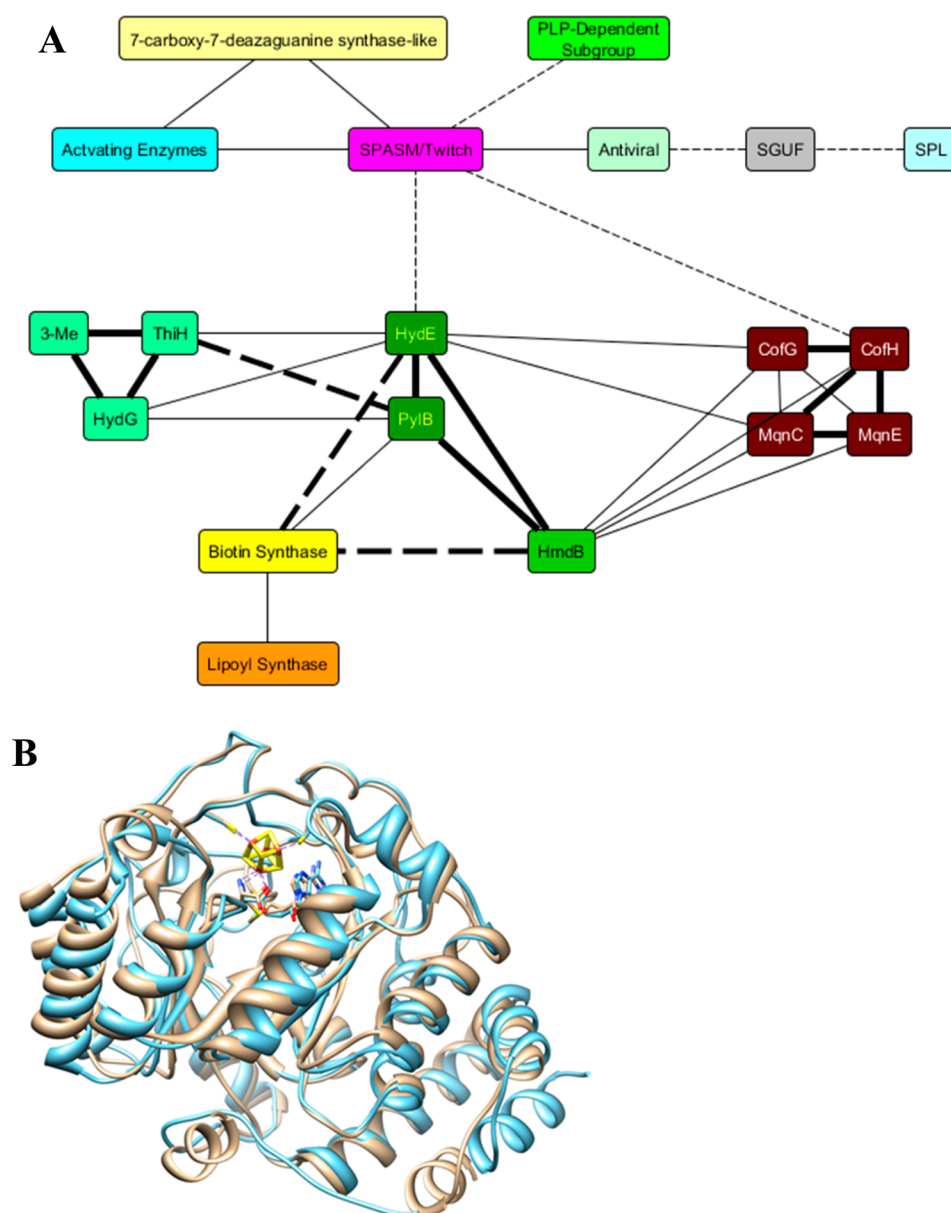 A
7-carboxy-7-deazaguanine synthase-like
PLP-Dependent
Subgroup
Actvating Enzymes
SPASM/Twitch
Antiviral
SGUF
SPL
3-Me
ThiH
HydE
CofG
CofH
HydG
PylB
MqnC
MqnE
Biotin Synthase
HmdB
Lipoyl Synthase
B